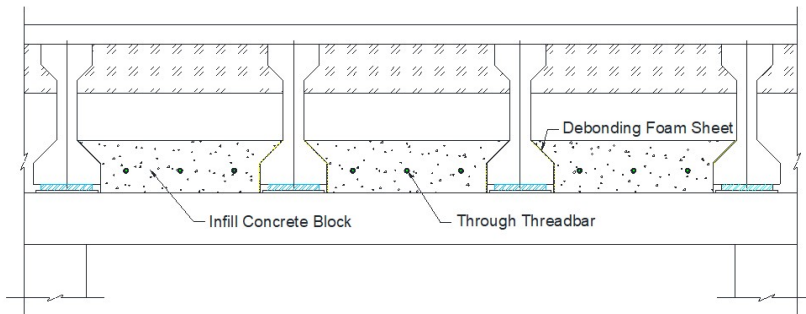 Debonding Foam Sheet
Infill Concrete Block
Through Threadbar